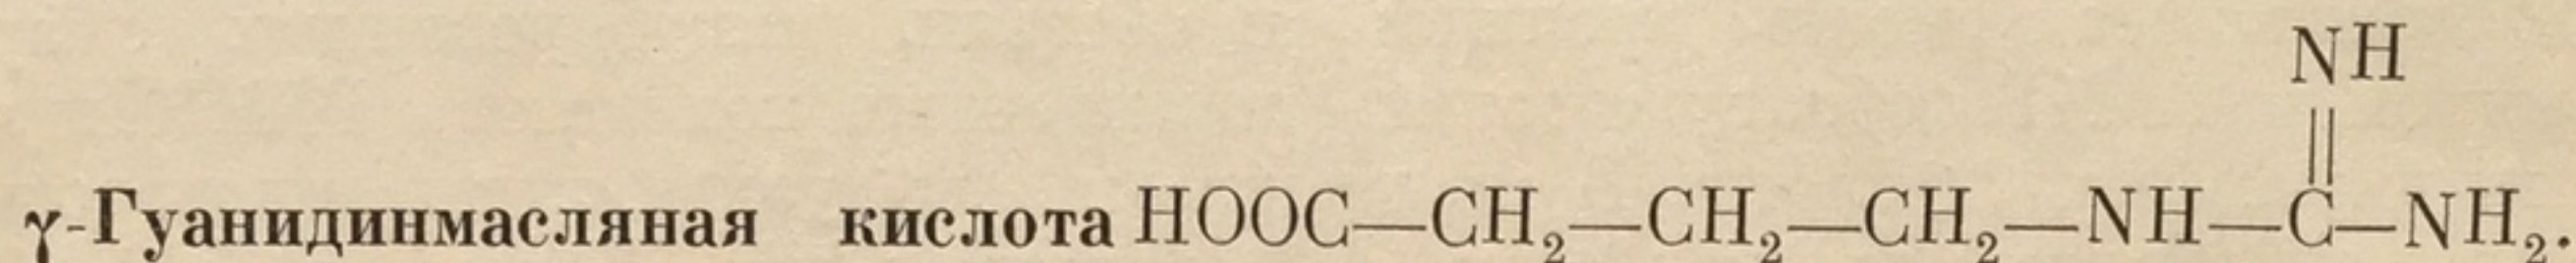 NH
||
γ-Гуанидинмасляная кислота HOOC—CH₂—CH₂—CH₂—NH—C—NH₂.